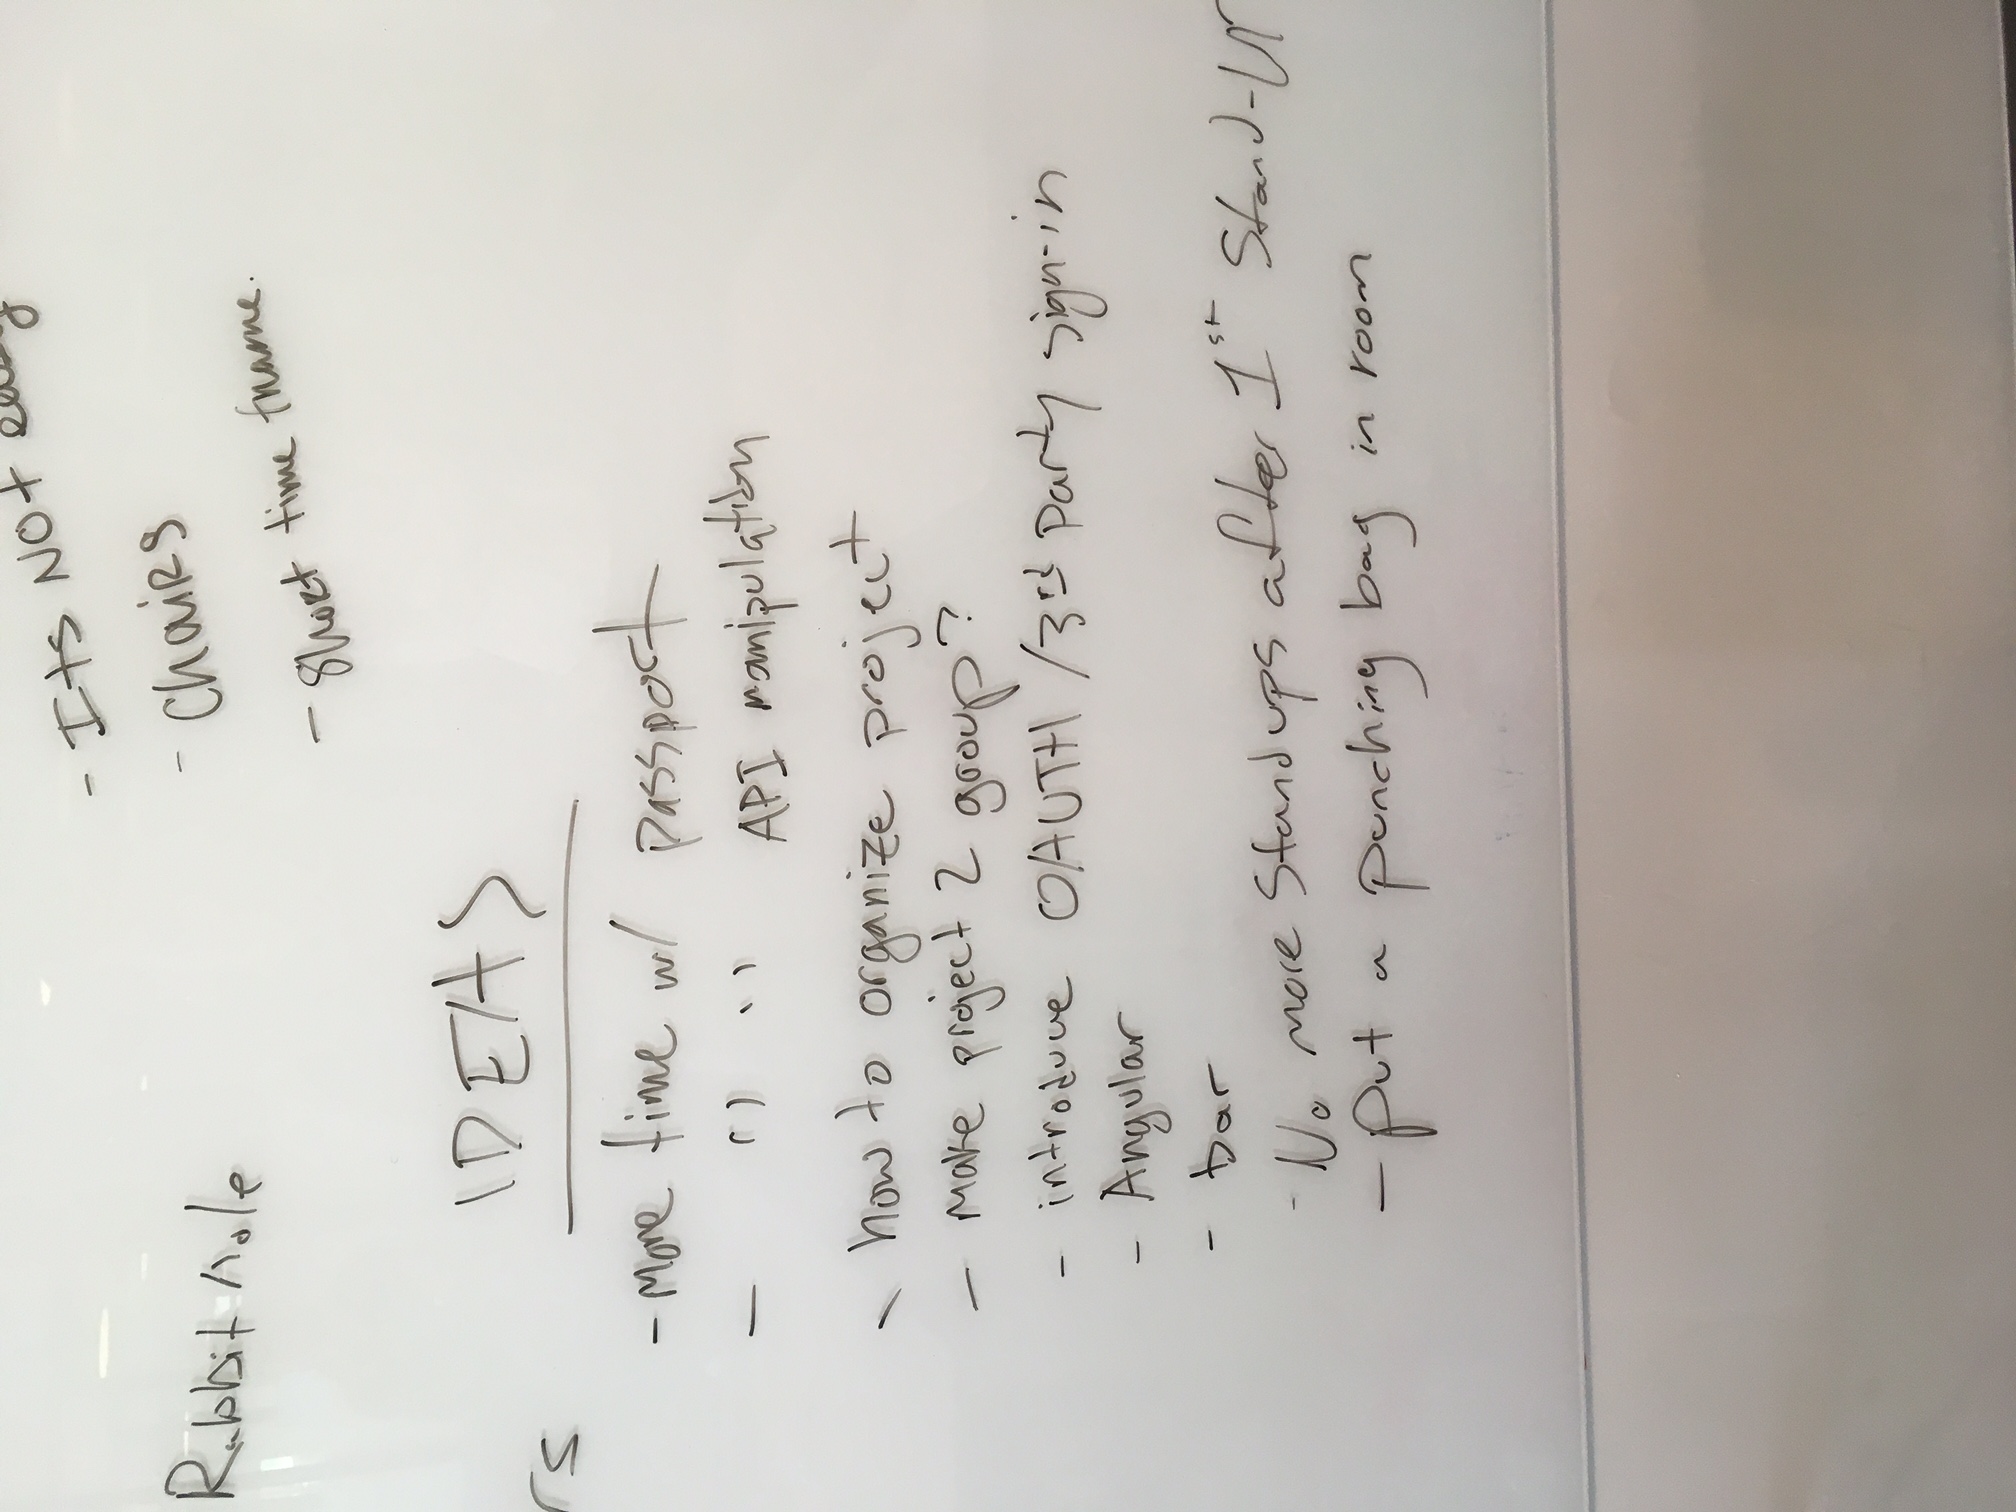 - Its NOT easy
- Chairs
- Short time frame.
Rabbit hole
rs
IDEAS
- More time w/ passport
- " " API manipulation
- how to organize project
- Make project 2 group?
- introduce OAUTH /3rd Party sign-in
- Angular
- bar
- No more Standups after 1st Stand-UP
- put a punching bag in room